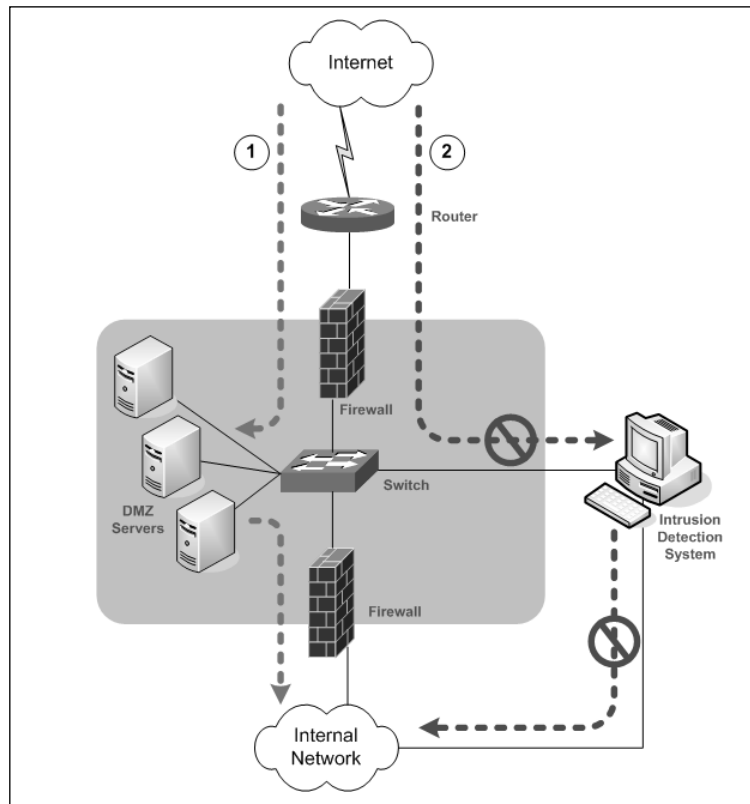 Internet
1
2
Router
Firewall
Switch
DMZ
Servers
Intrusion
Detection
System
Firewall
Internal
Network